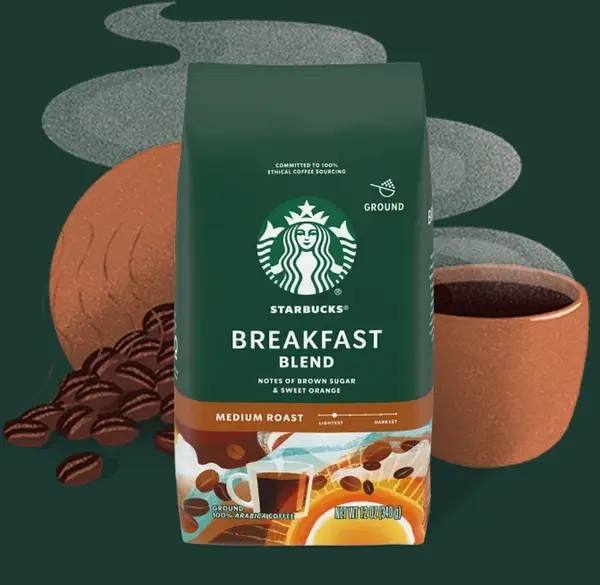 COMMITTED TO 100%
ETHICAL COFFEE SOURCING
GROUND
STARBUCKS®
BREAKFAST
BLEND
NOTES OF BROWN SUGAR
& SWEET ORANGE
MEDIUM ROAST
LIGHTEST DARKEST
GROUND
100% ARABICA COFFEE
NET WT 12 OZ (340 g)